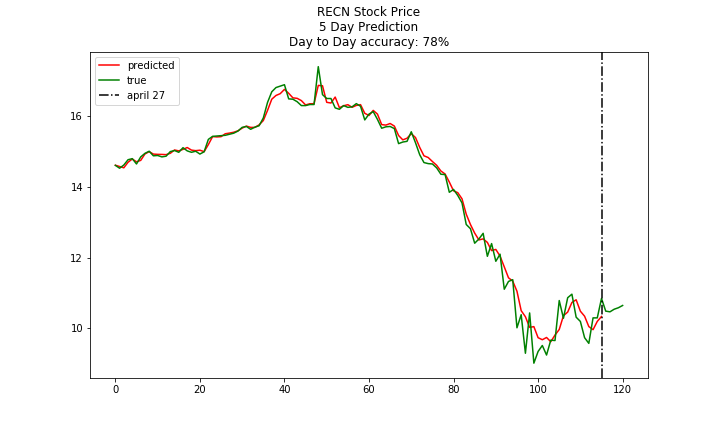 RECN Stock Price
5 Day Prediction
Day to Day accuracy: 78%
predicted
true
april 27
16
14
12
10
0
20
40
60
80
100
120